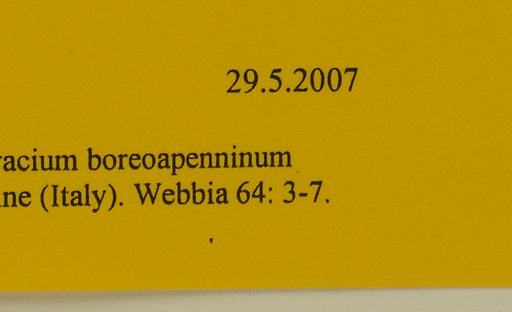 29.5.2007
racium boreoapenninum
ne (Italy). Webbia 64: 3-7.